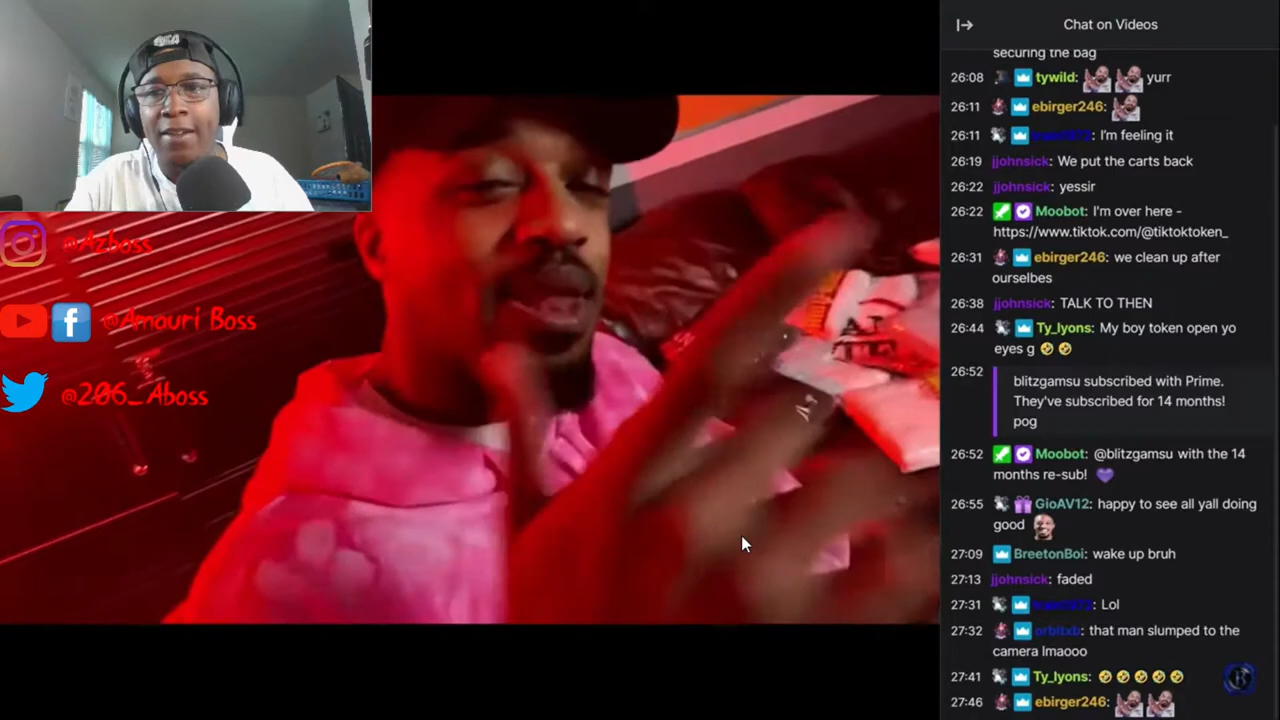 Chat on Videos
securing the bag
26:08 tywild: yurr
26:11 ebirger246:
26:11 I'm feeling it
26:19 jjohnsick: We put the carts back
26:22 jjohnsick: yessir
26:22 Moobot: I'm over here -
https://www.tiktok.com/@tiktoktoken_
26:31 ebirger246: we clean up after
ourselbes
26:38 jjohnsick: TALK TO THEN
26:44 Ty_lyons: My boy token open yo
eyes g 🤣 🤣
26:52
blitzgamsu subscribed with Prime.
They've subscribed for 14 months!
pog
26:52 Moobot: @blitzgamsu with the 14
months re-sub! 💜
26:55 GioAV12: happy to see all yall doing
good
27:09 BreetonBoi: wake up bruh
27:13 jjohnsick: faded
27:31 Lol
27:32 orbitxb: that man slumped to the
camera lmaooo
27:41 Ty_lyons: 🤣 🤣 🤣 🤣 🤣
27:46 ebirger246:
@Azboss
@Amouri Boss
@206_Aboss